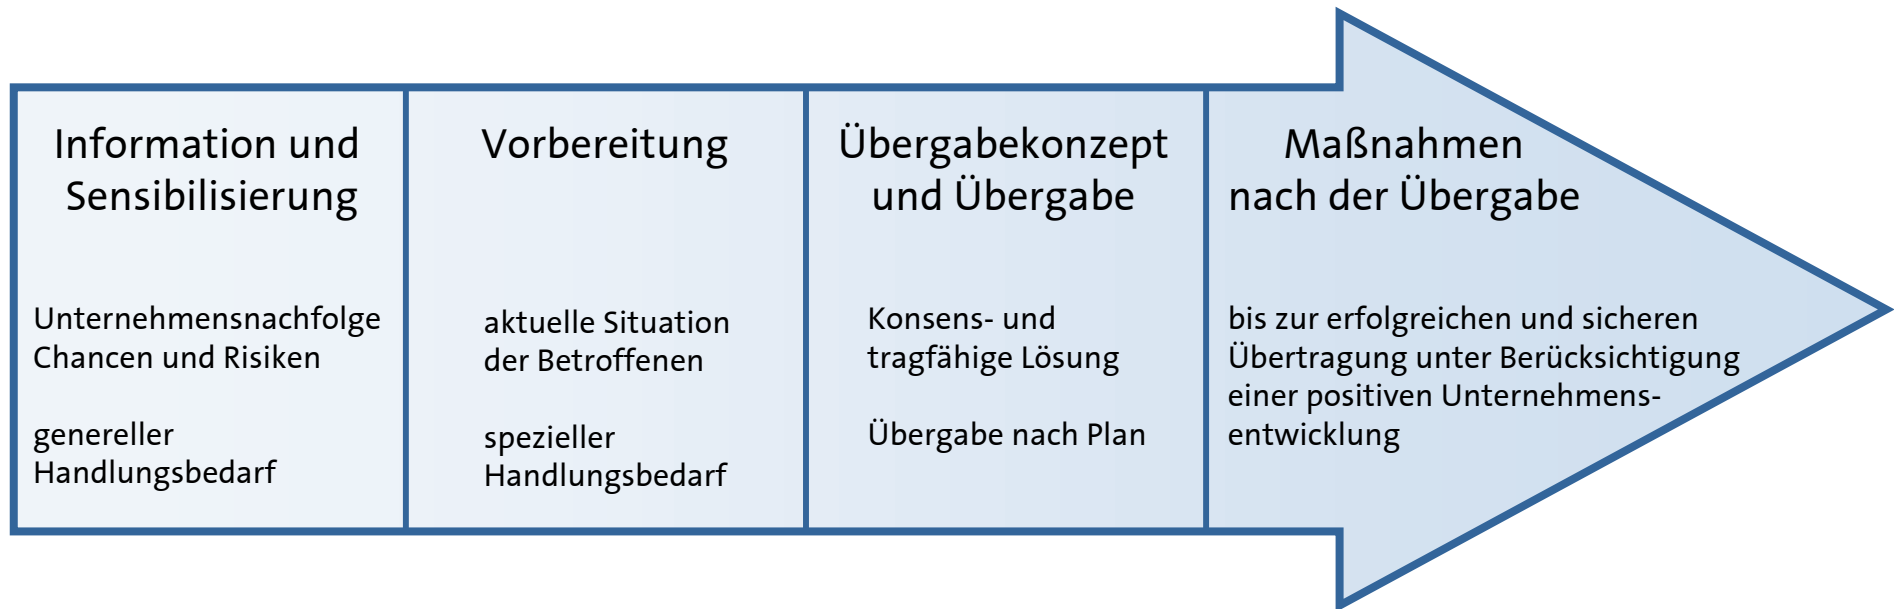 Information und
Sensibilisierung
Unternehmensnachfolge
Chancen und Risiken
genereller
Handlungsbedarf
Vorbereitung
aktuelle Situation
der Betroffenen
spezieller
Handlungsbedarf
Übergabekonzept
und Übergabe
Konsens- und
tragfähige Lösung
Übergabe nach Plan
Maßnahmen
nach der Übergabe
bis zur erfolgreichen und sicheren
Übertragung unter Berücksichtigung
einer positiven Unternehmens-
entwicklung